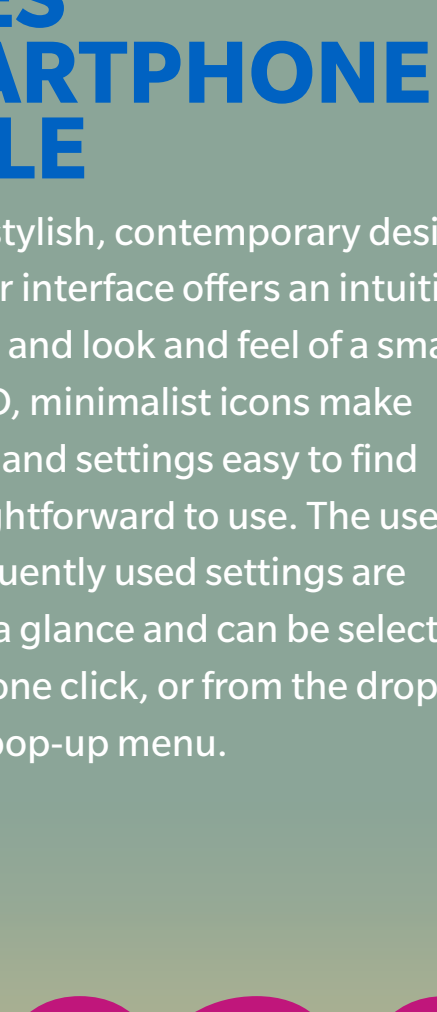 ES
ARTPHONE
LE
stylish, contemporary desi
r interface offers an intuiti
and look and feel of a sma
D, minimalist icons make
and settings easy to find
ghtforward to use. The use
uently used settings are
a glance and can be select
one click, or from the drop
pop-up menu.